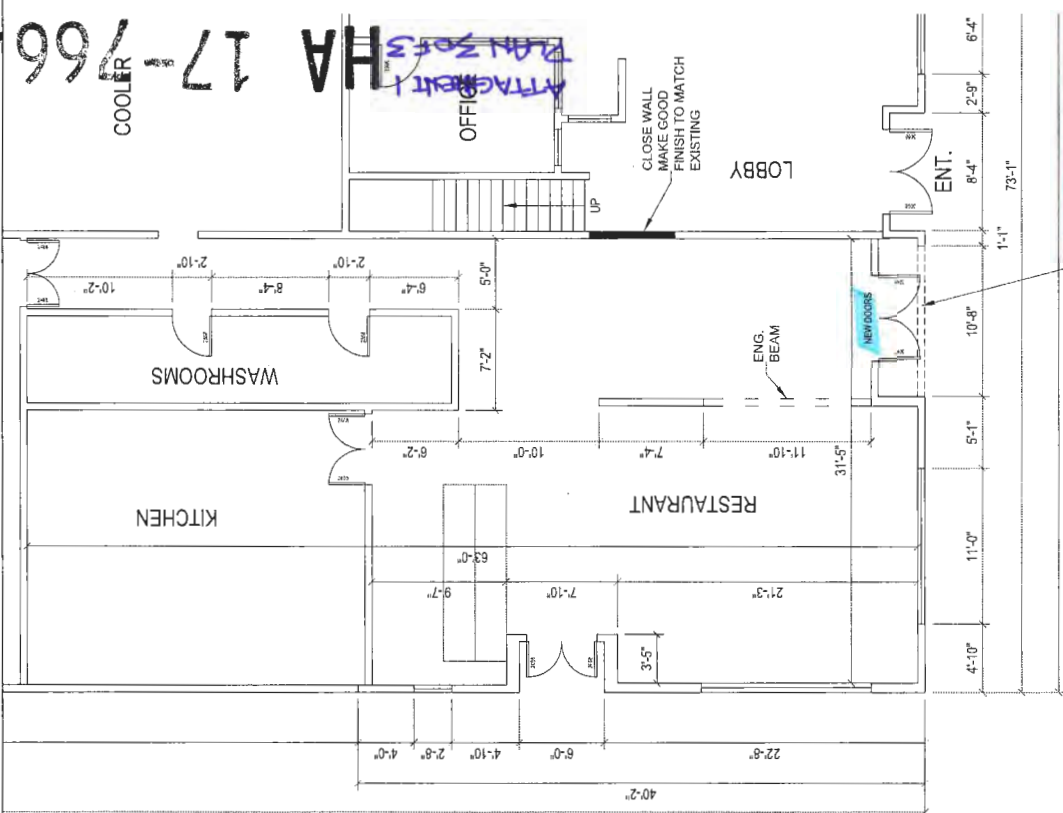 HA 17-766
ATTACHMENT 1
PLAN 3 OF 3
COOLER
OFFICE
CLOSE WALL
MAKE GOOD
FINISH TO MATCH
EXISTING
LOBBY
UP
ENT.
WASHROOMS
KITCHEN
RESTAURANT
NEW DOORS
ENG.
BEAM
6'-4"
2'-9"
8'-4"
73'-1"
1'-1"
10'-8"
5'-1"
11'-0"
4'-10"
10'-2"
2'-10"
8'-4"
2'-10"
6'-4"
5'-0"
7'-2"
6'-2"
10'-0"
7'-4"
11'-10"
31'-5"
63'-0"
9'-7"
7'-10"
21'-3"
3'-5"
4'-0"
2'-8"
4'-10"
6'-0"
22'-8"
40'-2"